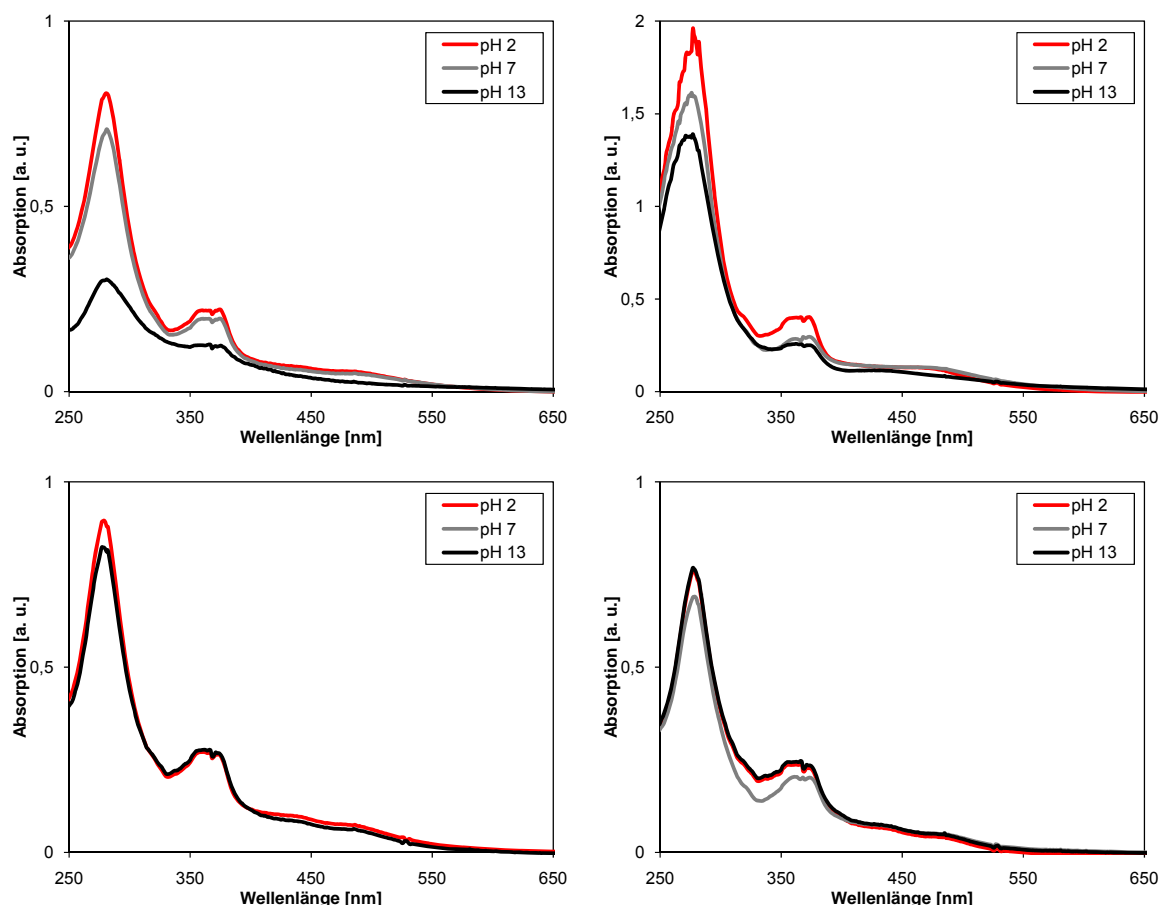 1
0,5
0
Absorption [a. u.]
pH 2
pH 7
pH 13
250
350
450
550
650
Wellenlänge [nm]
2
1,5
1
0,5
0
Absorption [a. u.]
pH 2
pH 7
pH 13
250
350
450
550
650
Wellenlänge [nm]
1
0,5
0
Absorption [a. u.]
pH 2
pH 7
pH 13
250
350
450
550
650
Wellenlänge [nm]
1
0,5
0
Absorption [a. u.]
pH 2
pH 7
pH 13
250
350
450
550
650
Wellenlänge [nm]